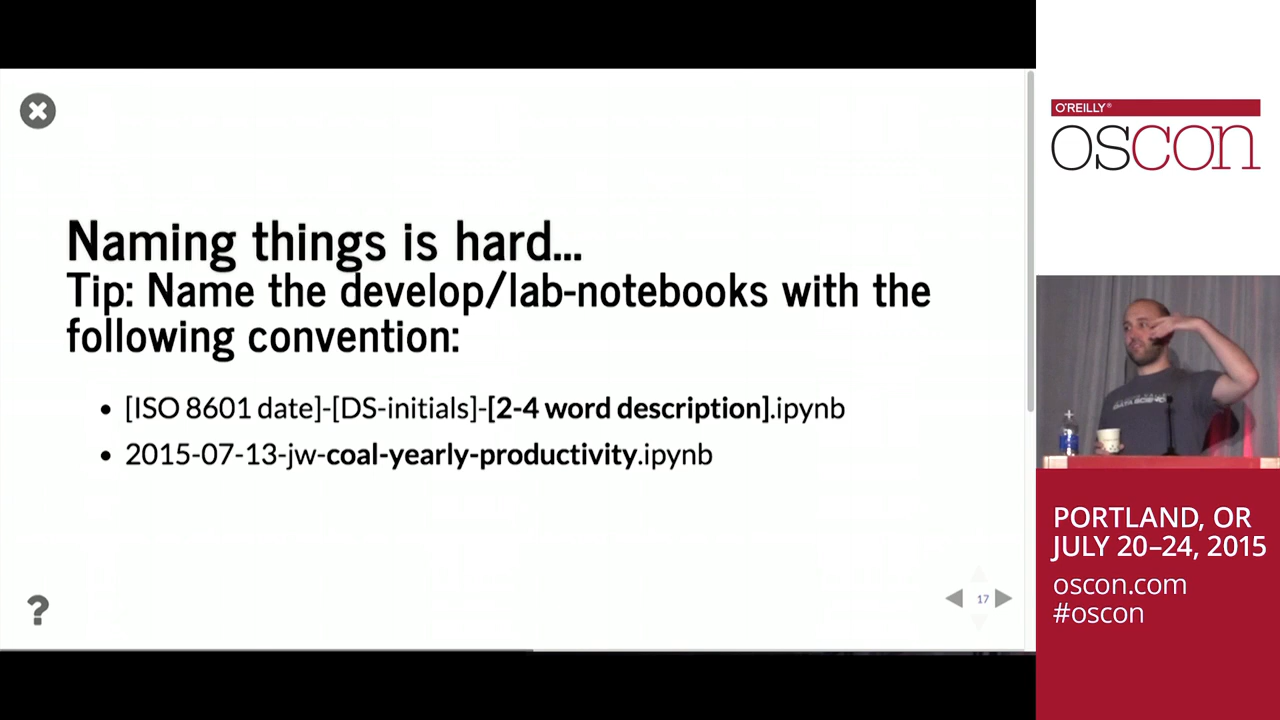 Naming things is hard...
Tip: Name the develop/lab-notebooks with the
following convention:
[ISO 8601 date]-[DS-initials]-[2-4 word description].ipynb
2015-07-13-jw-coal-yearly-productivity.ipynb
?
17
O'REILLY®
OSCON
DATA SCIENCE
PORTLAND, OR
JULY 20–24, 2015
oscon.com
#oscon